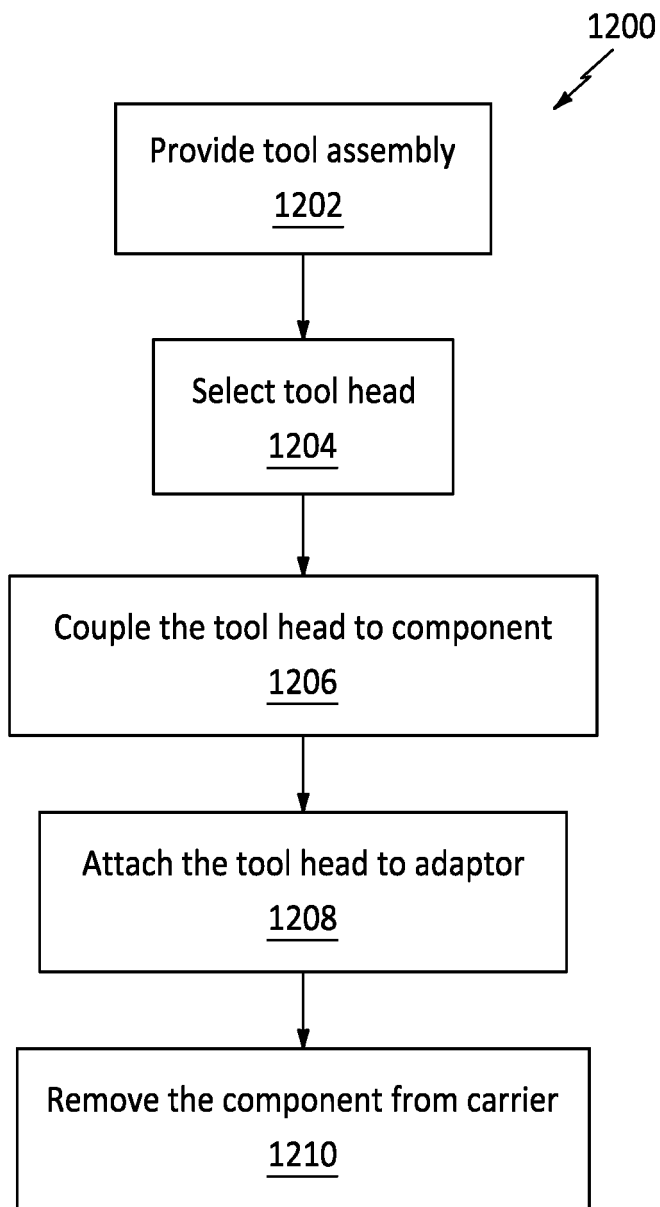 1200
Provide tool assembly
1202
Select tool head
1204
Couple the tool head to component
1206
Attach the tool head to adaptor
1208
Remove the component from carrier
1210